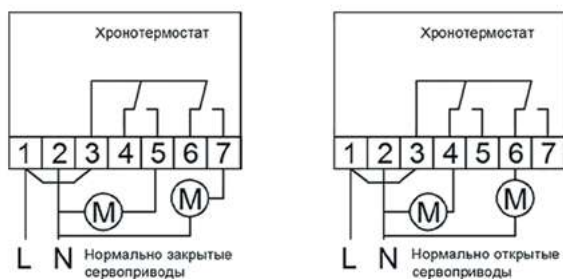 Хронотермостат
1 2 3 4 5 6 7
M
M
L N Нормально закрытые
сервоприводы
Хронотермостат
1 2 3 4 5 6 7
M
M
L N Нормально открытые
сервоприводы